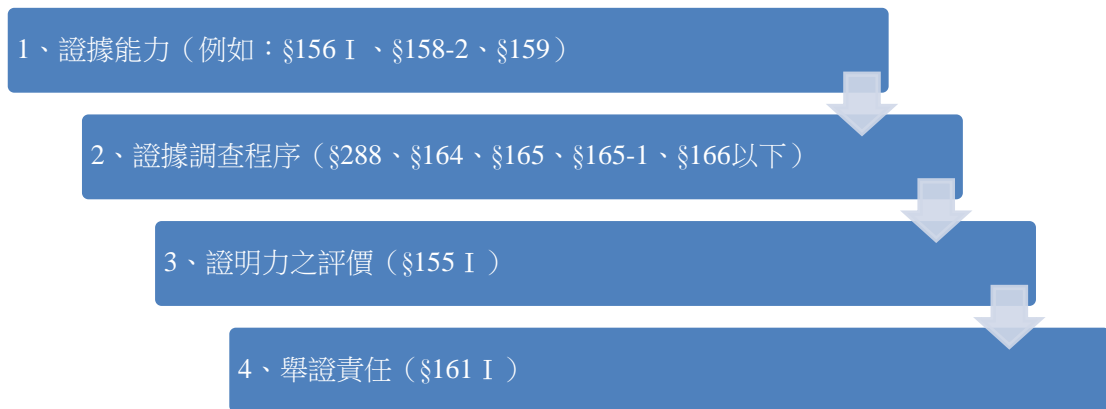 1、證據能力（例如：§156Ⅰ、§158-2、§159）
2、證據調查程序（§288、§164、§165、§165-1、§166以下）
3、證明力之評價（§155Ⅰ）
4、舉證責任（§161Ⅰ）